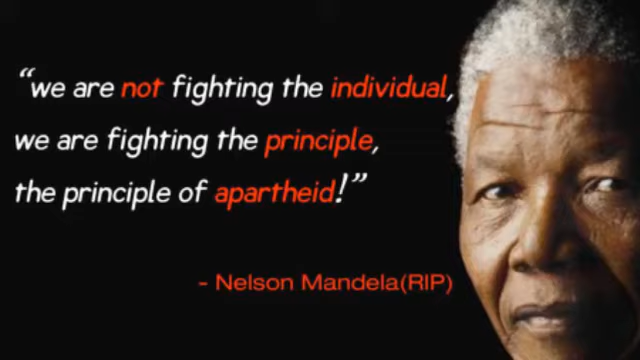 “we are not fighting the individual,
we are fighting the principle,
the principle of apartheid!”
- Nelson Mandela(RIP)